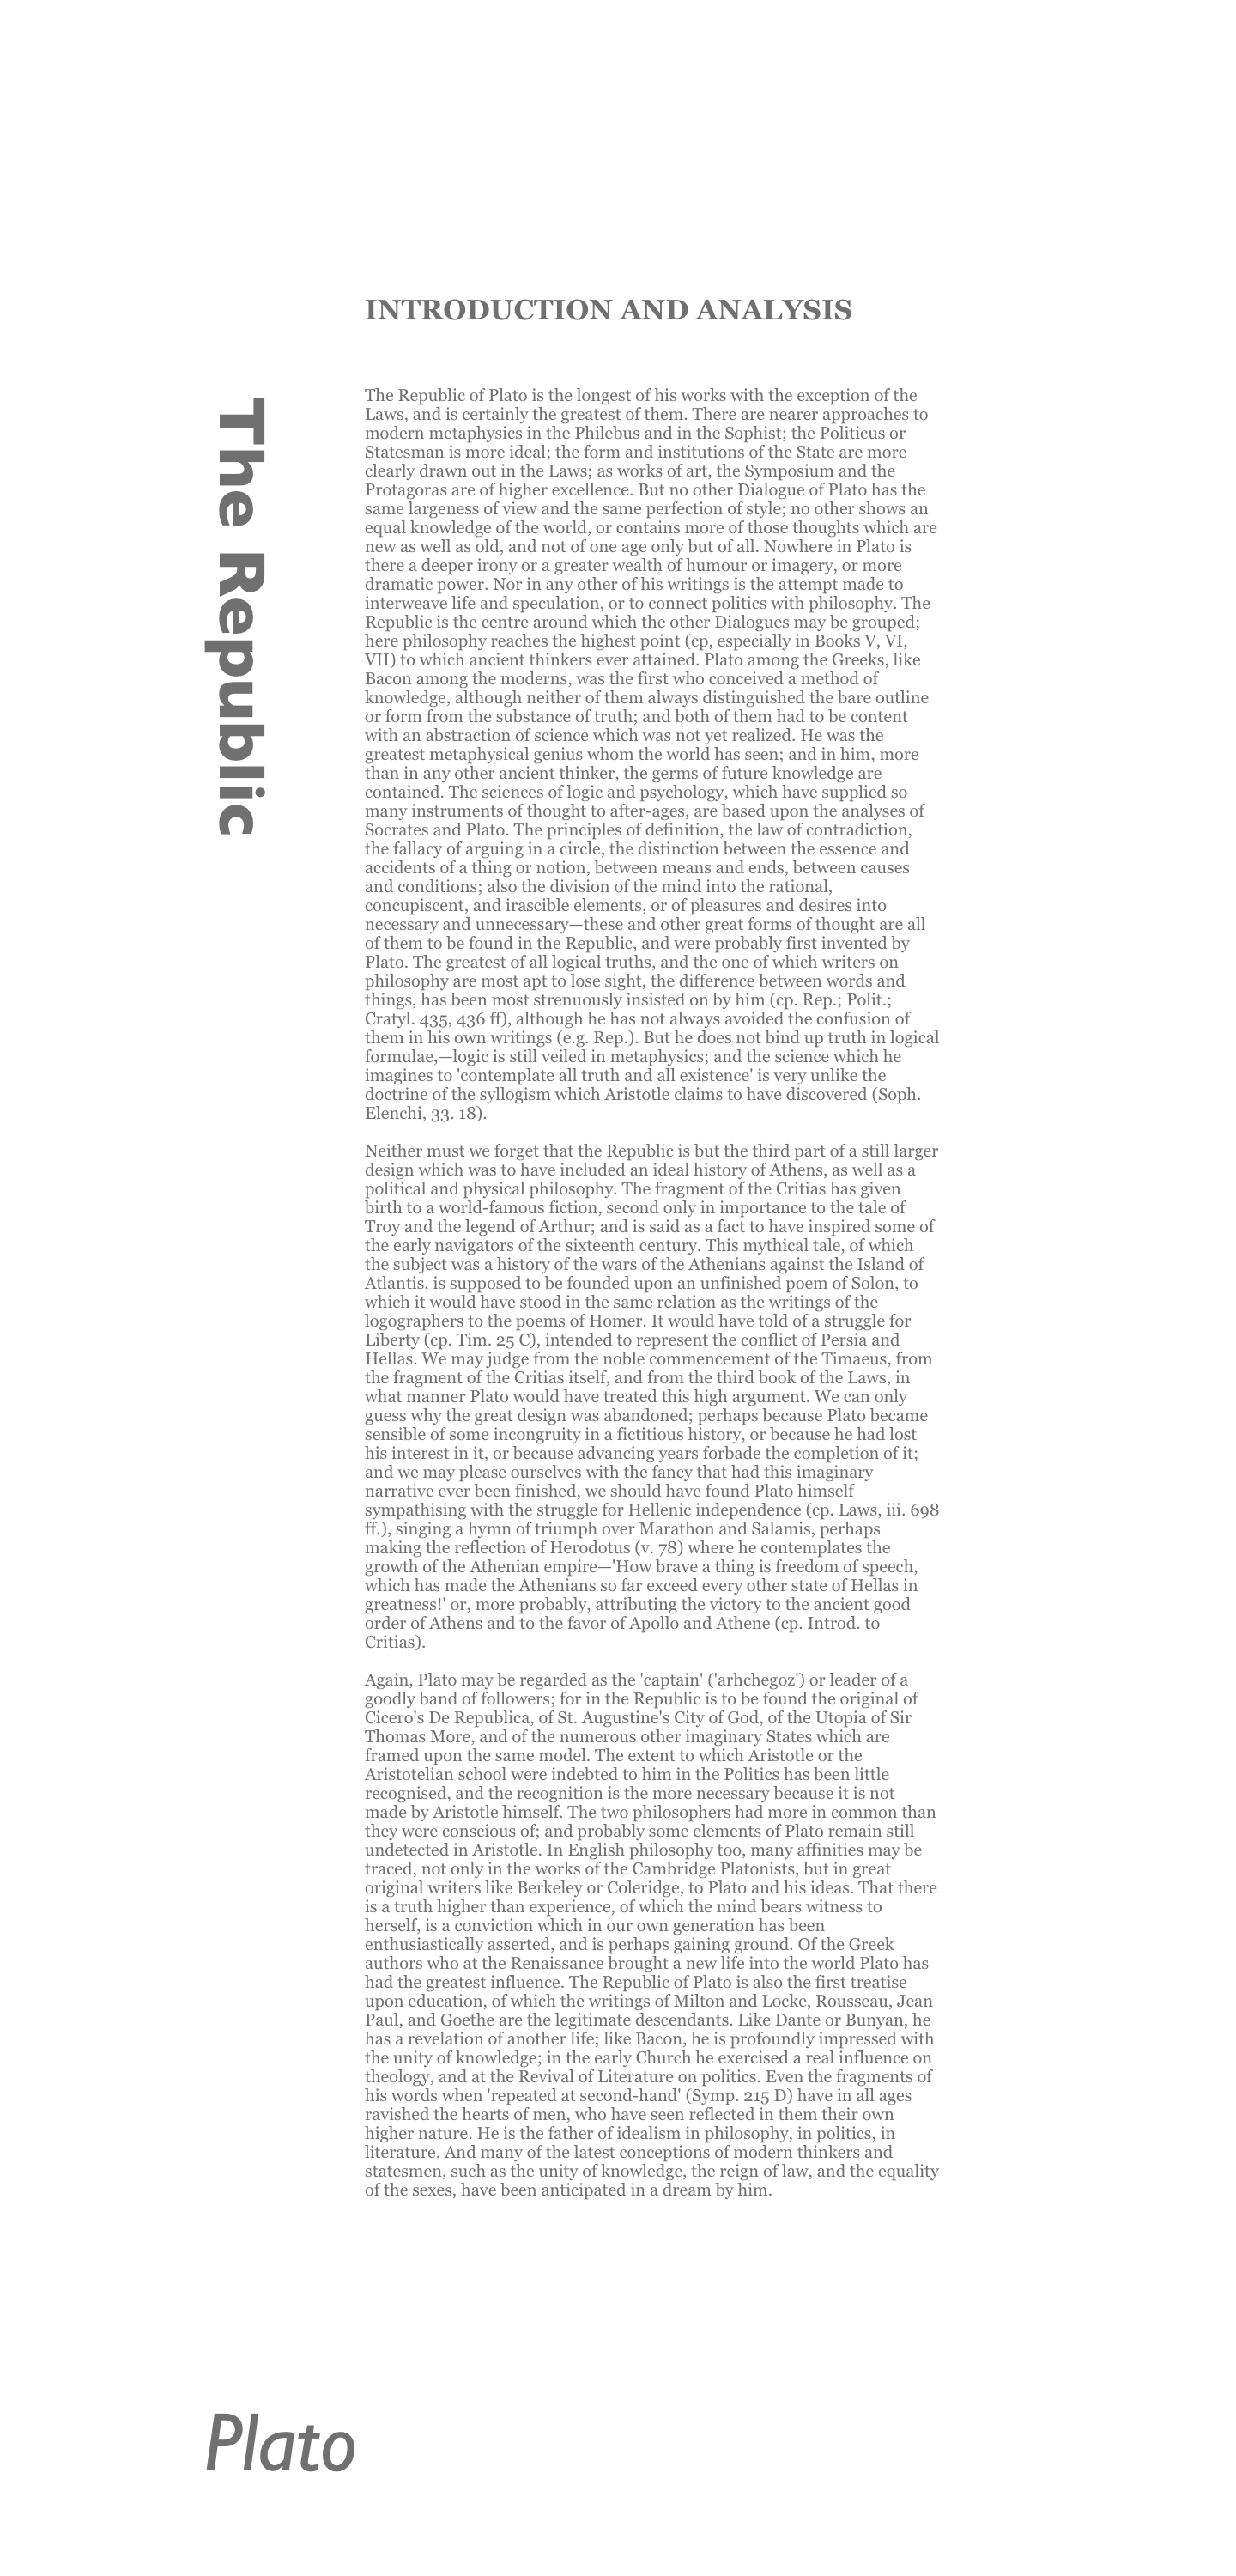 The Republic
INTRODUCTION AND ANALYSIS
The Republic of Plato is the longest of his works with the exception of the
Laws, and is certainly the greatest of them. There are nearer approaches to
modern metaphysics in the Philebus and in the Sophist; the Politicus or
Statesman is more ideal; the form and institutions of the State are more
clearly drawn out in the Laws; as works of art, the Symposium and the
Protagoras are of higher excellence. But no other Dialogue of Plato has the
same largeness of view and the same perfection of style; no other shows an
equal knowledge of the world, or contains more of those thoughts which are
new as well as old, and not of one age only but of all. Nowhere in Plato is
there a deeper irony or a greater wealth of humour or imagery, or more
dramatic power. Nor in any other of his writings is the attempt made to
interweave life and speculation, or to connect politics with philosophy. The
Republic is the centre around which the other Dialogues may be grouped;
here philosophy reaches the highest point (cp, especially in Books V, VI,
VII) to which ancient thinkers ever attained. Plato among the Greeks, like
Bacon among the moderns, was the first who conceived a method of
knowledge, although neither of them always distinguished the bare outline
or form from the substance of truth; and both of them had to be content
with an abstraction of science which was not yet realized. He was the
greatest metaphysical genius whom the world has seen; and in him, more
than in any other ancient thinker, the germs of future knowledge are
contained. The sciences of logic and psychology, which have supplied so
many instruments of thought to after-ages, are based upon the analyses of
Socrates and Plato. The principles of definition, the law of contradiction,
the fallacy of arguing in a circle, the distinction between the essence and
accidents of a thing or notion, between means and ends, between causes
and conditions; also the division of the mind into the rational,
concupiscent, and irascible elements, or of pleasures and desires into
necessary and unnecessary—these and other great forms of thought are all
of them to be found in the Republic, and were probably first invented by
Plato. The greatest of all logical truths, and the one of which writers on
philosophy are most apt to lose sight, the difference between words and
things, has been most strenuously insisted on by him (cp. Rep.; Polit.;
Cratyl. 435, 436 ff), although he has not always avoided the confusion of
them in his own writings (e.g. Rep.). But he does not bind up truth in logical
formulae,—logic is still veiled in metaphysics; and the science which he
imagines to 'contemplate all truth and all existence' is very unlike the
doctrine of the syllogism which Aristotle claims to have discovered (Soph.
Elenchi, 33. 18).
Neither must we forget that the Republic is but the third part of a still larger
design which was to have included an ideal history of Athens, as well as a
political and physical philosophy. The fragment of the Critias has given
birth to a world-famous fiction, second only in importance to the tale of
Troy and the legend of Arthur; and is said as a fact to have inspired some of
the early navigators of the sixteenth century. This mythical tale, of which
the subject was a history of the wars of the Athenians against the Island of
Atlantis, is supposed to be founded upon an unfinished poem of Solon, to
which it would have stood in the same relation as the writings of the
logographers to the poems of Homer. It would have told of a struggle for
Liberty (cp. Tim. 25 C), intended to represent the conflict of Persia and
Hellas. We may judge from the noble commencement of the Timaeus, from
the fragment of the Critias itself, and from the third book of the Laws, in
what manner Plato would have treated this high argument. We can only
guess why the great design was abandoned; perhaps because Plato became
sensible of some incongruity in a fictitious history, or because he had lost
his interest in it, or because advancing years forbade the completion of it;
and we may please ourselves with the fancy that had this imaginary
narrative ever been finished, we should have found Plato himself
sympathising with the struggle for Hellenic independence (cp. Laws, iii. 698
ff.), singing a hymn of triumph over Marathon and Salamis, perhaps
making the reflection of Herodotus (v. 78) where he contemplates the
growth of the Athenian empire—'How brave a thing is freedom of speech,
which has made the Athenians so far exceed every other state of Hellas in
greatness!' or, more probably, attributing the victory to the ancient good
order of Athens and to the favor of Apollo and Athene (cp. Introd. to
Critias).
Again, Plato may be regarded as the 'captain' ('arhchegoz') or leader of a
goodly band of followers; for in the Republic is to be found the original of
Cicero's De Republica, of St. Augustine's City of God, of the Utopia of Sir
Thomas More, and of the numerous other imaginary States which are
framed upon the same model. The extent to which Aristotle or the
Aristotelian school were indebted to him in the Politics has been little
recognised, and the recognition is the more necessary because it is not
made by Aristotle himself. The two philosophers had more in common than
they were conscious of; and probably some elements of Plato remain still
undetected in Aristotle. In English philosophy too, many affinities may be
traced, not only in the works of the Cambridge Platonists, but in great
original writers like Berkeley or Coleridge, to Plato and his ideas. That there
is a truth higher than experience, of which the mind bears witness to
herself, is a conviction which in our own generation has been
enthusiastically asserted, and is perhaps gaining ground. Of the Greek
authors who at the Renaissance brought a new life into the world Plato has
had the greatest influence. The Republic of Plato is also the first treatise
upon education, of which the writings of Milton and Locke, Rousseau, Jean
Paul, and Goethe are the legitimate descendants. Like Dante or Bunyan, he
has a revelation of another life; like Bacon, he is profoundly impressed with
the unity of knowledge; in the early Church he exercised a real influence on
theology, and at the Revival of Literature on politics. Even the fragments of
his words when 'repeated at second-hand' (Symp. 215 D) have in all ages
ravished the hearts of men, who have seen reflected in them their own
higher nature. He is the father of idealism in philosophy, in politics, in
literature. And many of the latest conceptions of modern thinkers and
statesmen, such as the unity of knowledge, the reign of law, and the equality
of the sexes, have been anticipated in a dream by him.
Plato